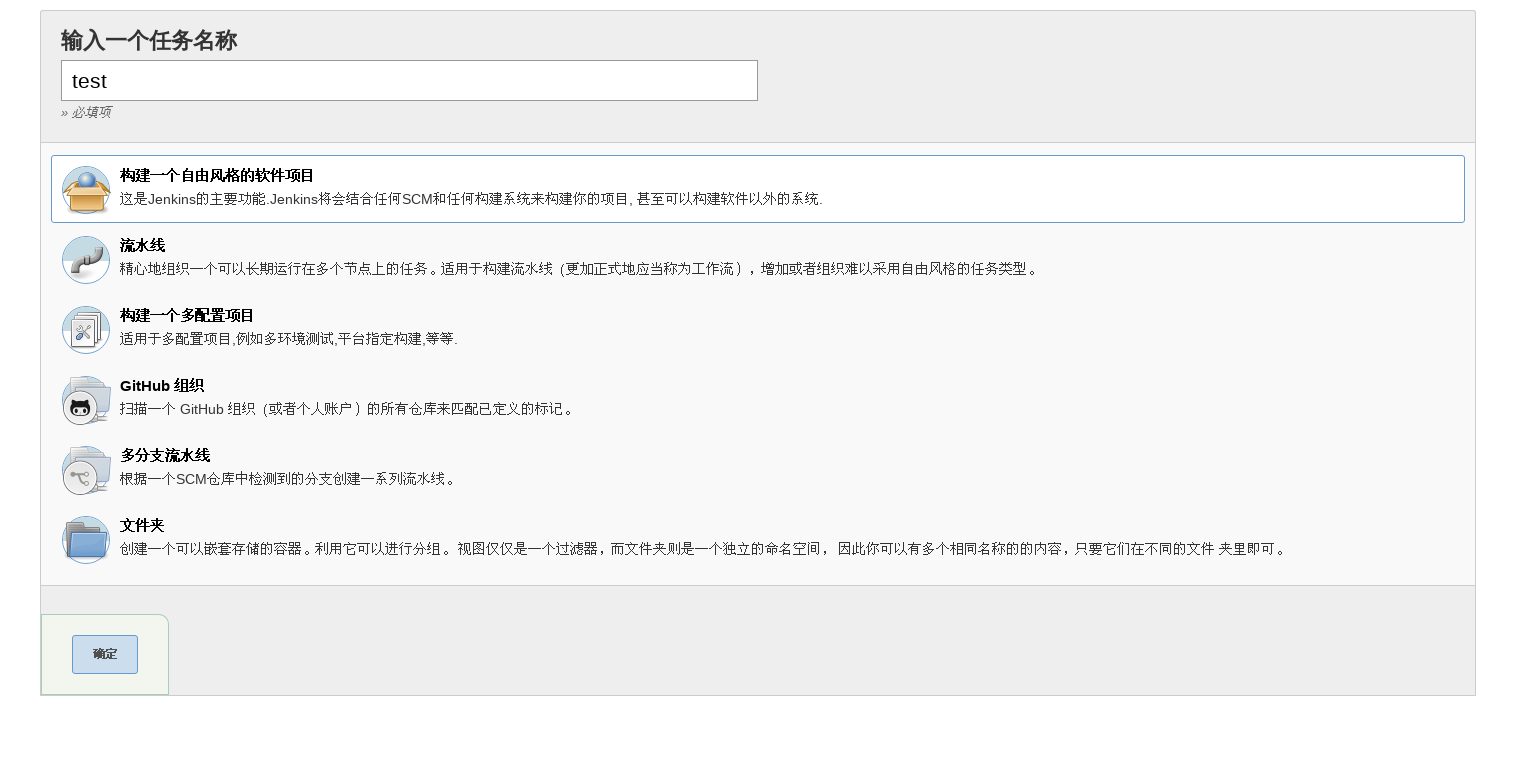 输入一个任务名称
test
» 必填项
构建一个自由风格的软件项目
这是Jenkins的主要功能.Jenkins将会结合任何SCM和任何构建系统来构建你的项目, 甚至可以构建软件以外的系统.
流水线
精心地组织一个可以长期运行在多个节点上的任务。适用于构建流水线（更加正式地应当称为工作流），增加或者组织难以采用自由风格的任务类型。
构建一个多配置项目
适用于多配置项目,例如多环境测试,平台指定构建,等等.
GitHub 组织
扫描一个 GitHub 组织（或者个人账户）的所有仓库来匹配已定义的标记。
多分支流水线
根据一个SCM仓库中检测到的分支创建一系列流水线。
文件夹
创建一个可以嵌套存储的容器。利用它可以进行分组。 视图仅仅是一个过滤器，而文件夹则是一个独立的命名空间， 因此你可以有多个相同名称的的内容，只要它们在不同的文件 夹里即可。
确定